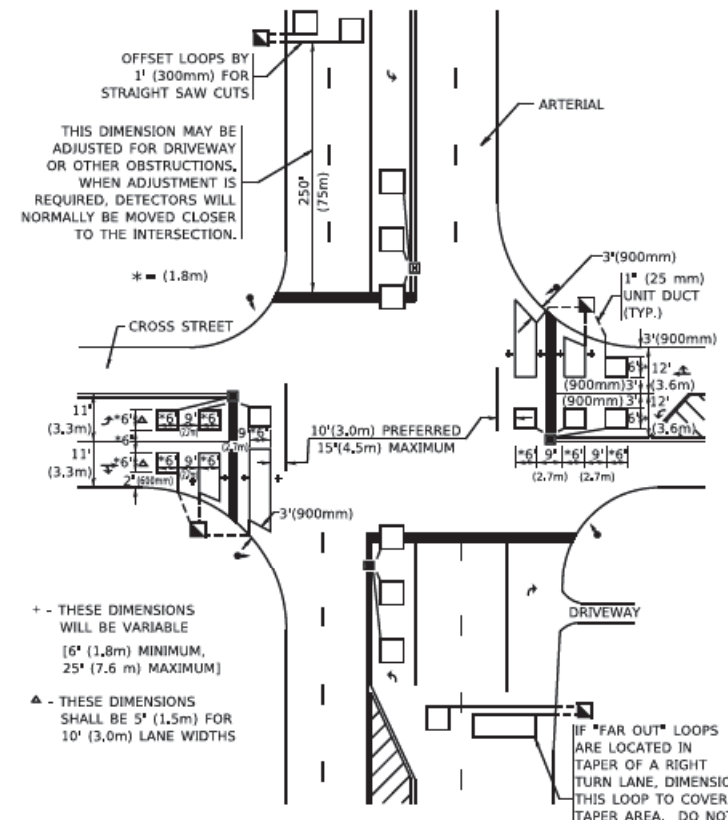 OFFSET LOOPS BY
1' (300mm) FOR
STRAIGHT SAW CUTS
THIS DIMENSION MAY BE
ADJUSTED FOR DRIVEWAY
OR OTHER OBSTRUCTIONS.
WHEN ADJUSTMENT IS
REQUIRED, DETECTORS WILL
NORMALLY BE MOVED CLOSER
TO THE INTERSECTION.
250'
(75m)
ARTERIAL
* = (1.8m)
CROSS STREET
3'(900mm)
1" (25 mm)
UNIT DUCT
(TYP.)
3'(900mm)
6'
12'
(3.6m)
(900mm) 3'
(900mm) 3'
6'
12'
(3.6m)
*6' 9' *6' 9' *6'
(2.7m) (2.7m)
10'(3.0m) PREFERRED
15'(4.5m) MAXIMUM
11'
(3.3m)
*6'
*6' 9' *6'
9' *6'
(2.7m)
*6'
11'
(3.3m)
*6'
*6' 9' *6'
2' (600mm)
3'(900mm)
+ - THESE DIMENSIONS
WILL BE VARIABLE
[6' (1.8m) MINIMUM,
25' (7.6 m) MAXIMUM]
△ - THESE DIMENSIONS
SHALL BE 5' (1.5m) FOR
10' (3.0m) LANE WIDTHS
DRIVEWAY
IF "FAR OUT" LOOPS
ARE LOCATED IN
TAPER OF A RIGHT
TURN LANE, DIMENSIO
THIS LOOP TO COVER
TAPER AREA. DO NOT